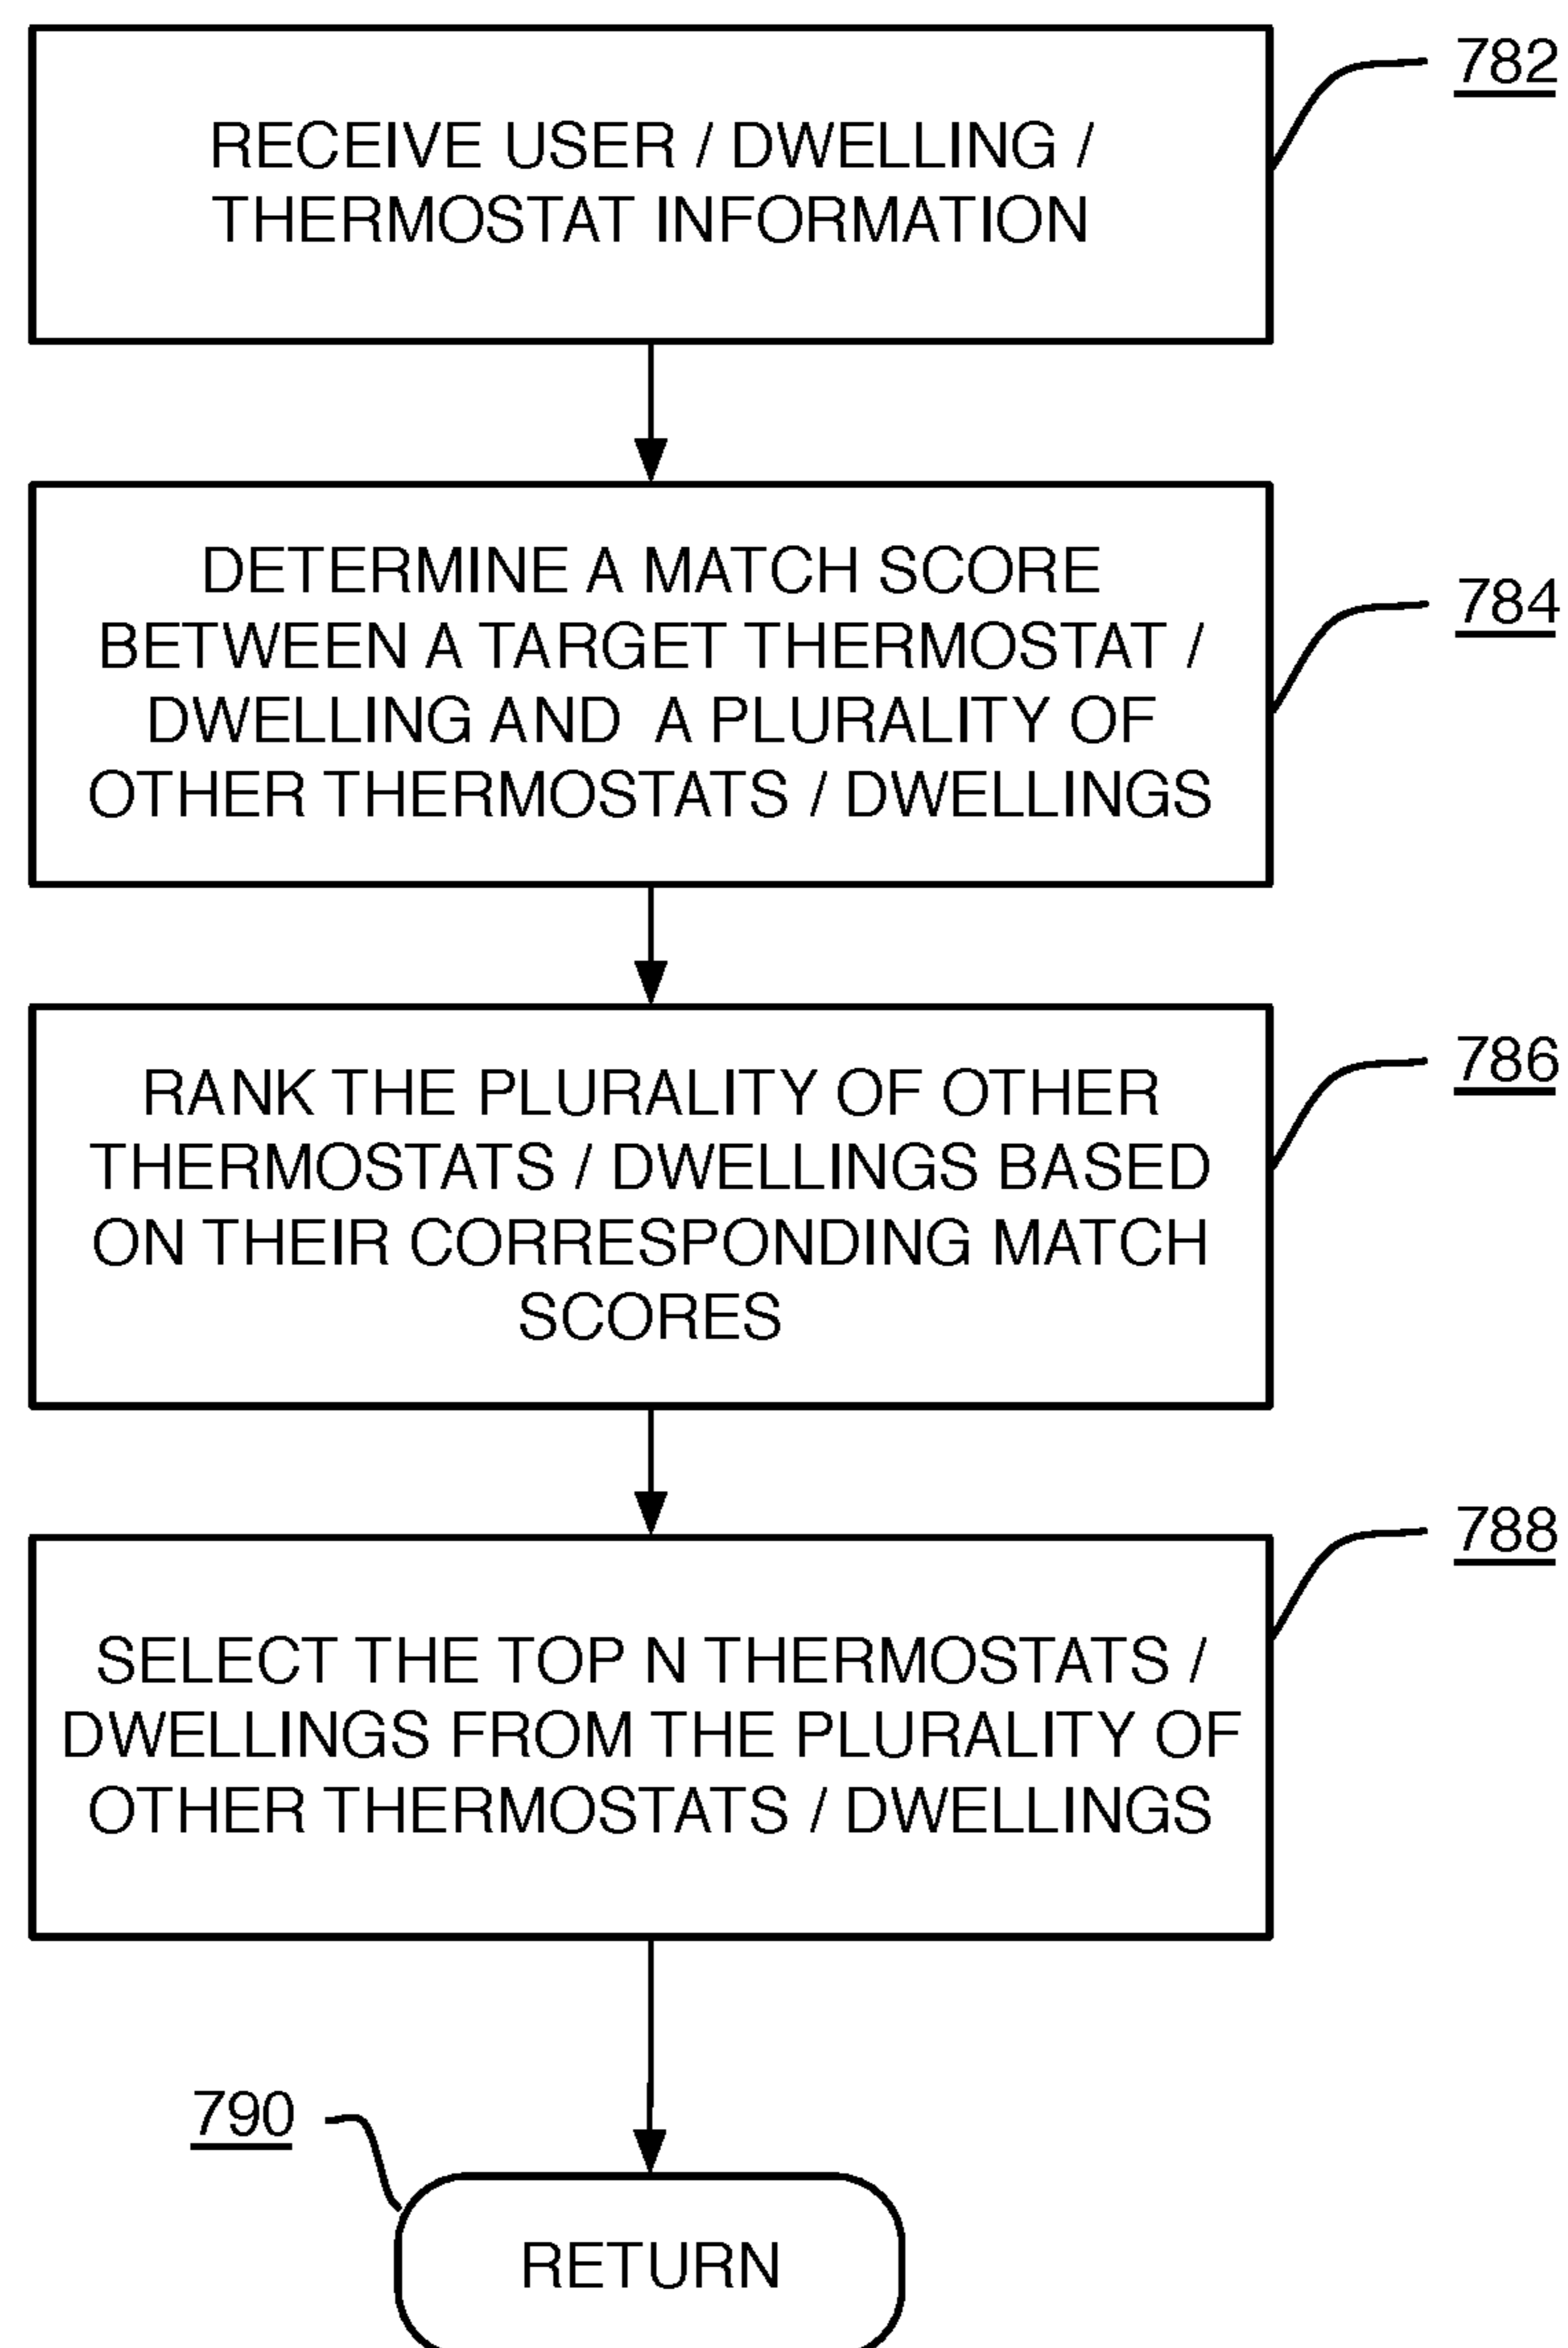 782
RECEIVE USER / DWELLING /
THERMOSTAT INFORMATION
784
DETERMINE A MATCH SCORE
BETWEEN A TARGET THERMOSTAT /
DWELLING AND A PLURALITY OF
OTHER THERMOSTATS / DWELLINGS
786
RANK THE PLURALITY OF OTHER
THERMOSTATS / DWELLINGS BASED
ON THEIR CORRESPONDING MATCH
SCORES
788
SELECT THE TOP N THERMOSTATS /
DWELLINGS FROM THE PLURALITY OF
OTHER THERMOSTATS / DWELLINGS
790
RETURN